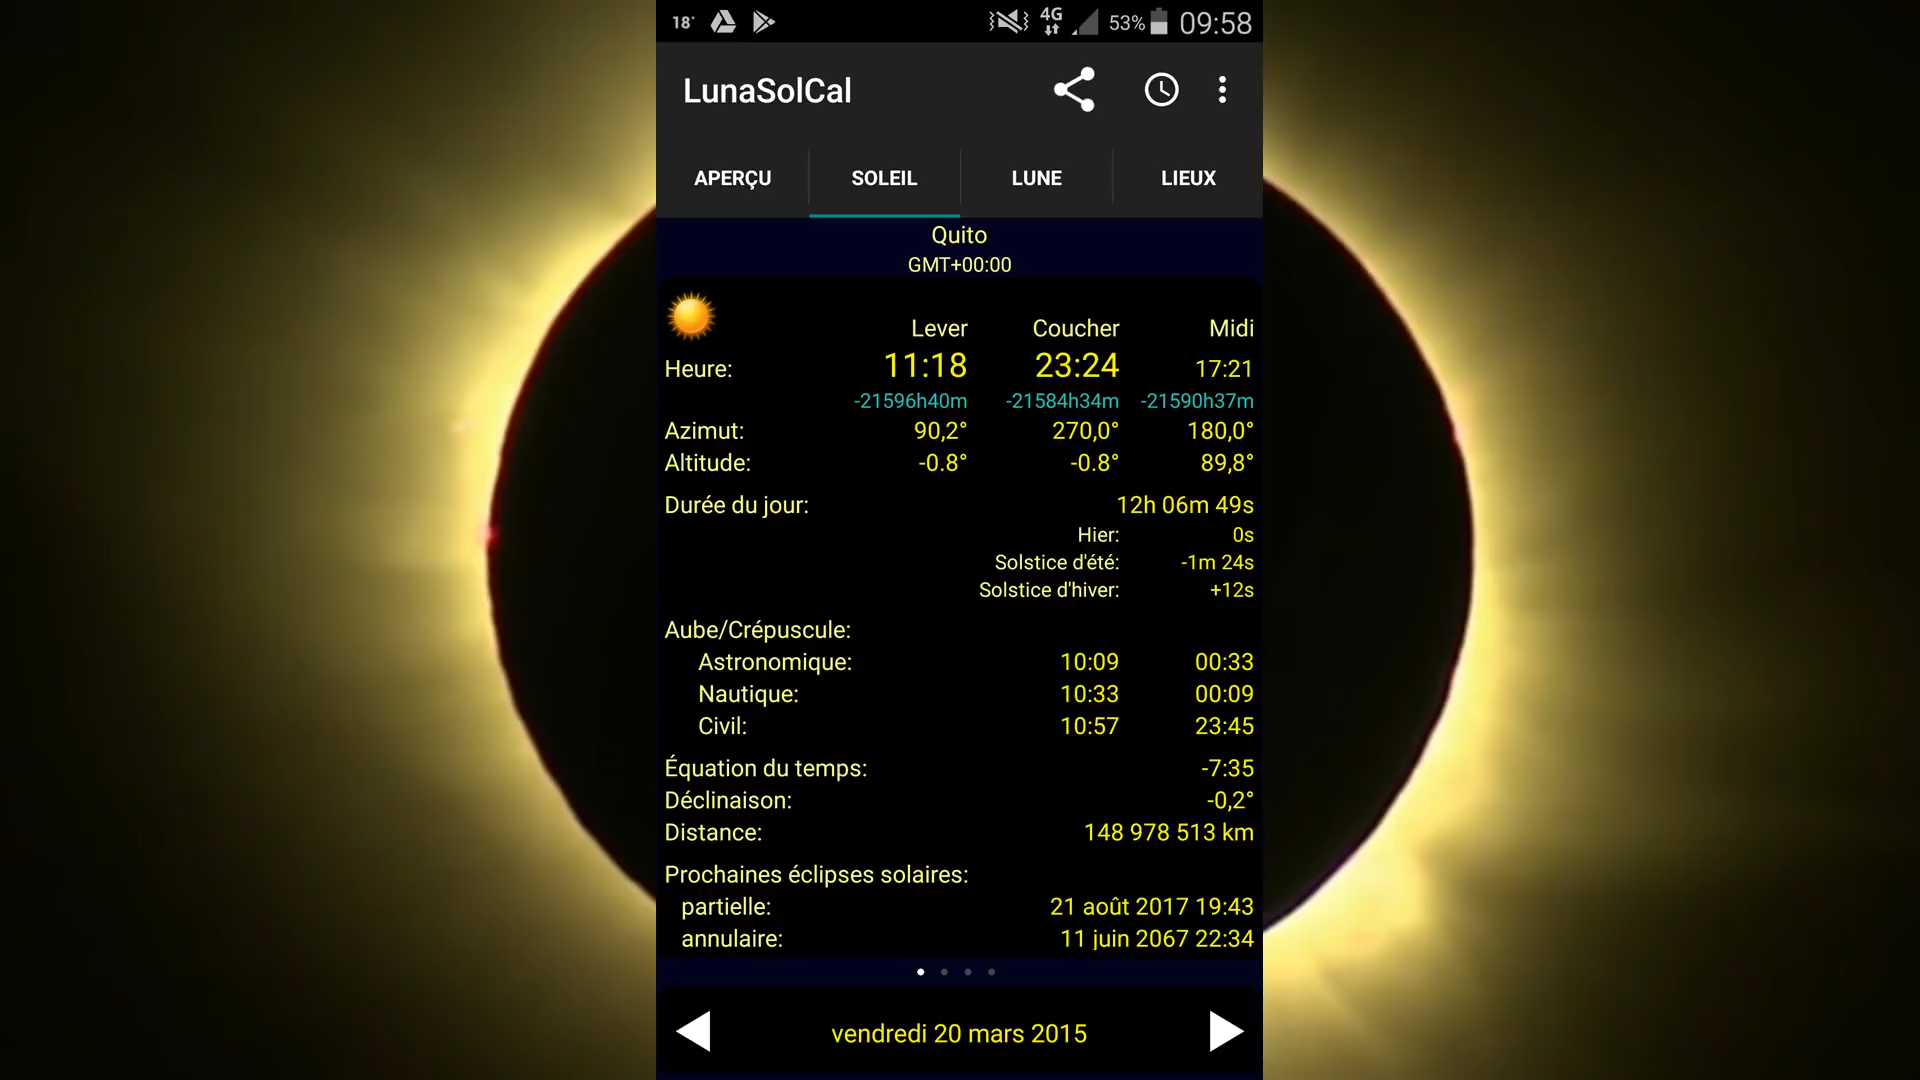 18° 4G 53% 09:58
LunaSolCal
APERÇU SOLEIL LUNE LIEUX
Quito
GMT+00:00
Lever Coucher Midi
Heure: 11:18 23:24 17:21
-21596h40m -21584h34m -21590h37m
Azimut: 90,2° 270,0° 180,0°
Altitude: -0.8° -0.8° 89,8°
Durée du jour: 12h 06m 49s
Hier: 0s
Solstice d'été: -1m 24s
Solstice d'hiver: +12s
Aube/Crépuscule:
Astronomique: 10:09 00:33
Nautique: 10:33 00:09
Civil: 10:57 23:45
Équation du temps: -7:35
Déclinaison: -0,2°
Distance: 148 978 513 km
Prochaines éclipses solaires:
partielle: 21 août 2017 19:43
annulaire: 11 juin 2067 22:34
vendredi 20 mars 2015